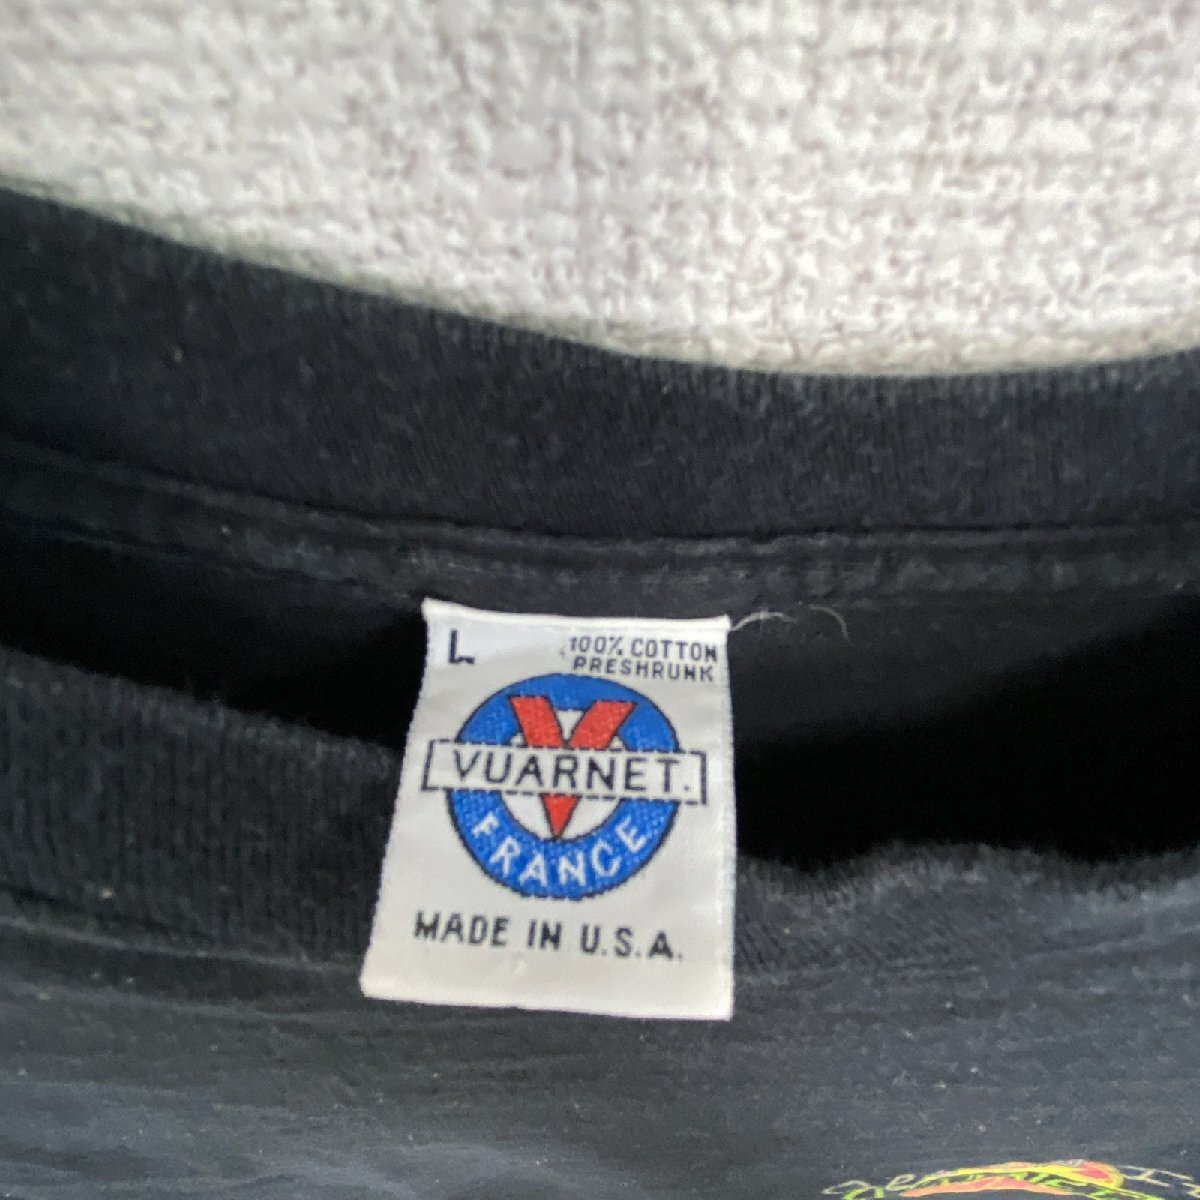 L
100% COTTON
PRESHRUNK
VUARNET.
FRANCE
MADE IN U.S.A.